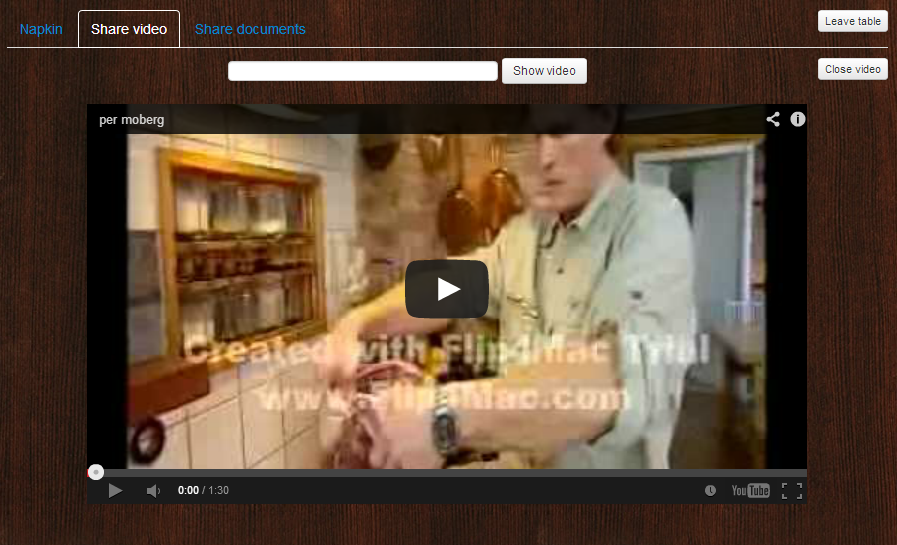 Napkin
Share video
Share documents
Leave table
Show video
Close video
per moberg
Created with Flip4Mac Trial
www.Flip4Mac.com
0:00 / 1:30
YouTube